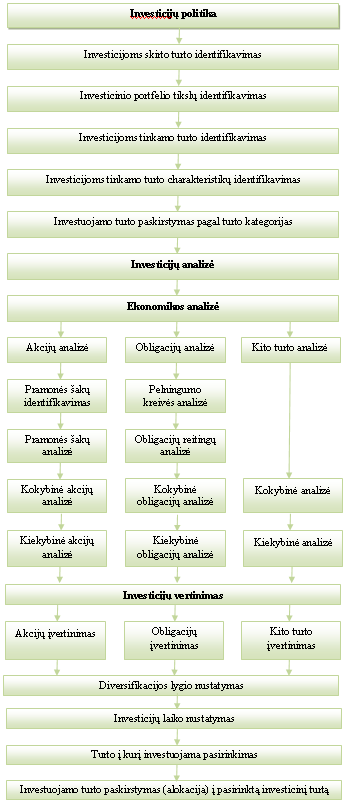 Investicijų politika
Investicijoms skirto turto identifikavimas
Investicinio portfelio tikslų identifikavimas
Investicijoms tinkamo turto identifikavimas
Investicijoms tinkamo turto charakteristikų identifikavimas
Investuojamo turto paskirstymas pagal turto kategorijas
Investicijų analizė
Ekonomikos analizė
Akcijų analizė
Obligacijų analizė
Kito turto analizė
Pramonės šakų
identifikavimas
Pelningumo
kreivės analizė
Pramonės šakų
analizė
Obligacijų reitingų
analizė
Kokybinė akcijų
analizė
Kokybinė
obligacijų analizė
Kokybinė analizė
Kiekybinė akcijų
analizė
Kiekybinė
obligacijų analizė
Kiekybinė analizė
Investicijų vertinimas
Akcijų įvertinimas
Obligacijų
įvertinimas
Kito turto
įvertinimas
Diversifikacijos lygio nustatymas
Investicijų laiko nustatymas
Turto į kurį investuojama pasirinkimas
Investuojamo turto paskirstymas (alokacija) į pasirinktą investicinį turtą